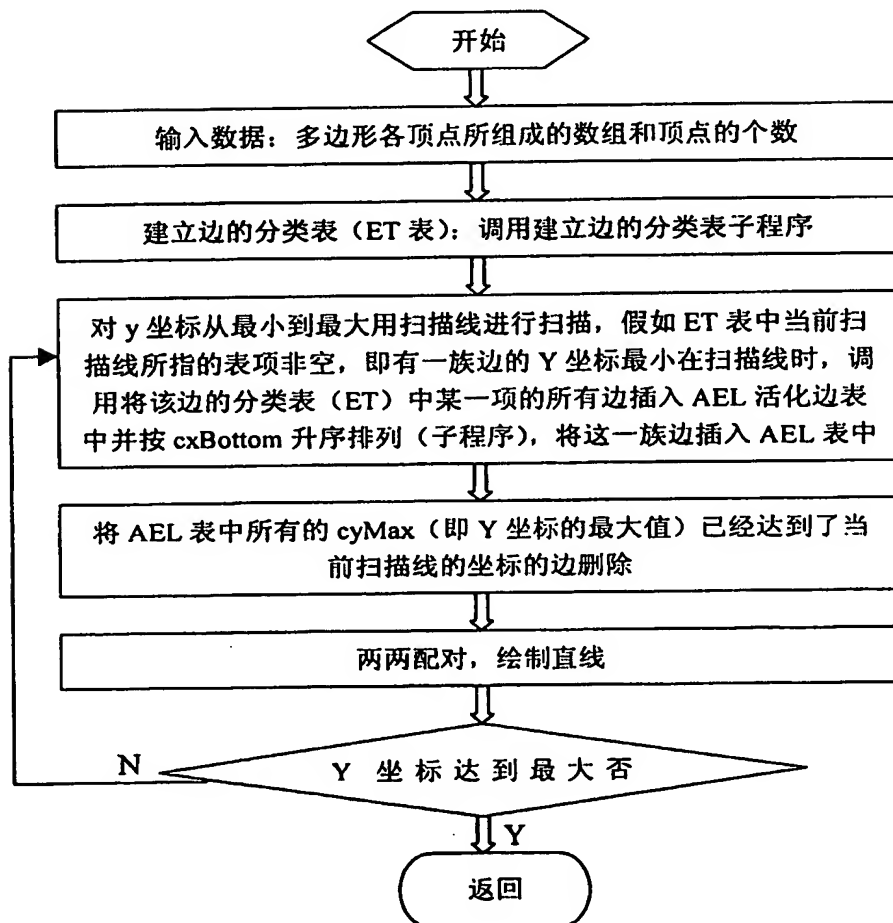 开始
输入数据：多边形各顶点所组成的数组和顶点的个数
建立边的分类表（ET 表）：调用建立边的分类表子程序
对 y 坐标从最小到最大用扫描线进行扫描，假如 ET 表中当前扫
描线所指的表项非空，即有一族边的 Y 坐标最小在扫描线时，调
用将该边的分类表（ET）中某一项的所有边插入 AEL 活化边表
中并按 cxBottom 升序排列（子程序），将这一族边插入 AEL 表中
将 AEL 表中所有的 cyMax（即 Y 坐标的最大值）已经达到了当
前扫描线的坐标的边删除
两两配对，绘制直线
N
Y 坐标达到最大否
Y
返回